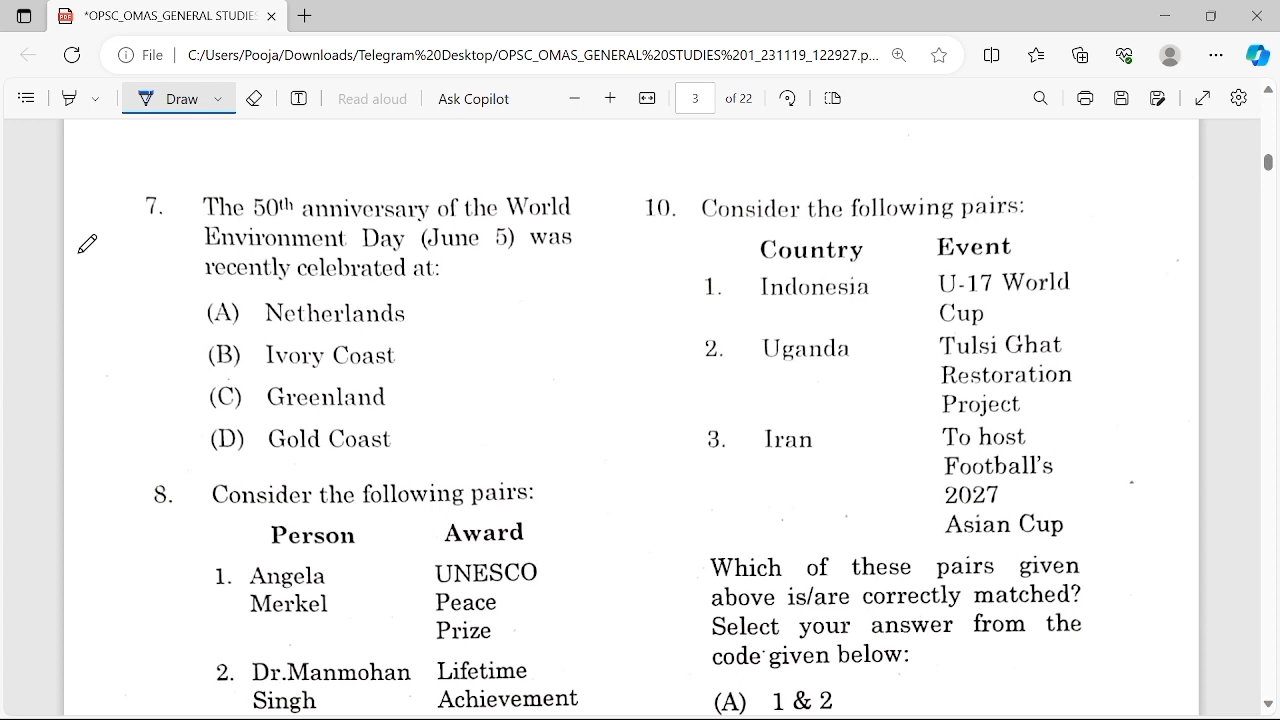 *OPSC_OMAS_GENERAL STUDIES
File
C:/Users/Pooja/Downloads/Telegram%20Desktop/OPSC_OMAS_GENERAL%20STUDIES%201_231119_122927.p...
Draw
Read aloud
Ask Copilot
3
of 22
7. The 50th anniversary of the World
Environment Day (June 5) was
recently celebrated at:
(A) Netherlands
(B) Ivory Coast
(C) Greenland
(D) Gold Coast
8. Consider the following pairs:
Person Award
1. Angela UNESCO
Merkel Peace
Prize
2. Dr.Manmohan Lifetime
Singh Achievement
10. Consider the following pairs:
Country Event
1. Indonesia U-17 World
Cup
2. Uganda Tulsi Ghat
Restoration
Project
3. Iran To host
Football's
2027
Asian Cup
Which of these pairs given
above is/are correctly matched?
Select your answer from the
code given below:
(A) 1 & 2